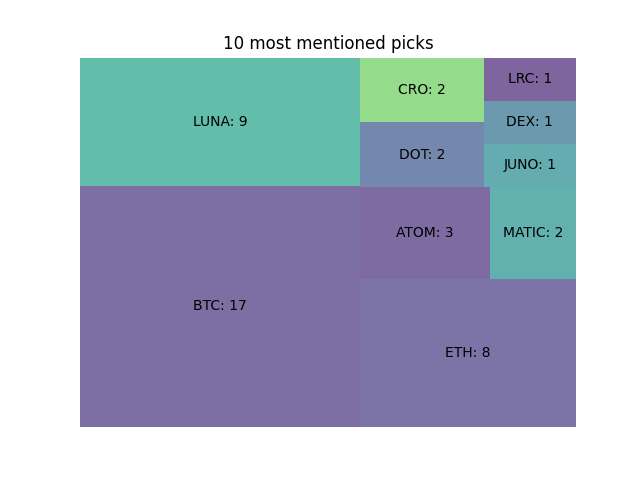 10 most mentioned picks
LUNA: 9
CRO: 2
LRC: 1
DEX: 1
DOT: 2
JUNO: 1
ATOM: 3
MATIC: 2
BTC: 17
ETH: 8